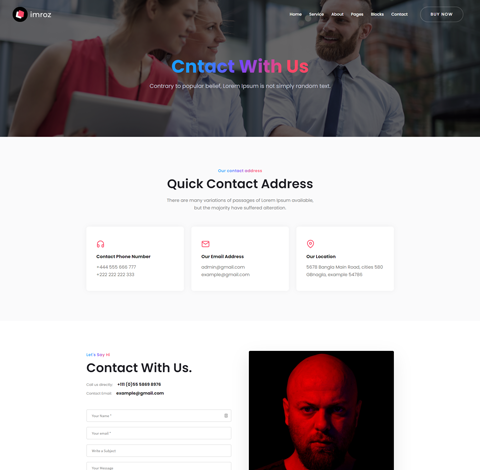 imroz
Home Service About Pages Blocks Contact BUY NOW
Cntact With Us
Contrary to popular belief, Lorem Ipsum is not simply random text.
Our contact address
Quick Contact Address
There are many variations of passages of Lorem Ipsum available,
but the majority have suffered alteration.
Contact Phone Number
+444 555 666 777
+222 222 222 333
Our Email Address
admin@gmail.com
example@gmail.com
Our Location
5678 Bangla Main Road, cities 580
GBnagla, example 54786
Let's Say Hi
Contact With Us.
Call us directly: +111 (0)55 5869 8976
Contact Email: example@gmail.com
Your Name *
Your email *
Write a Subject
Your Message